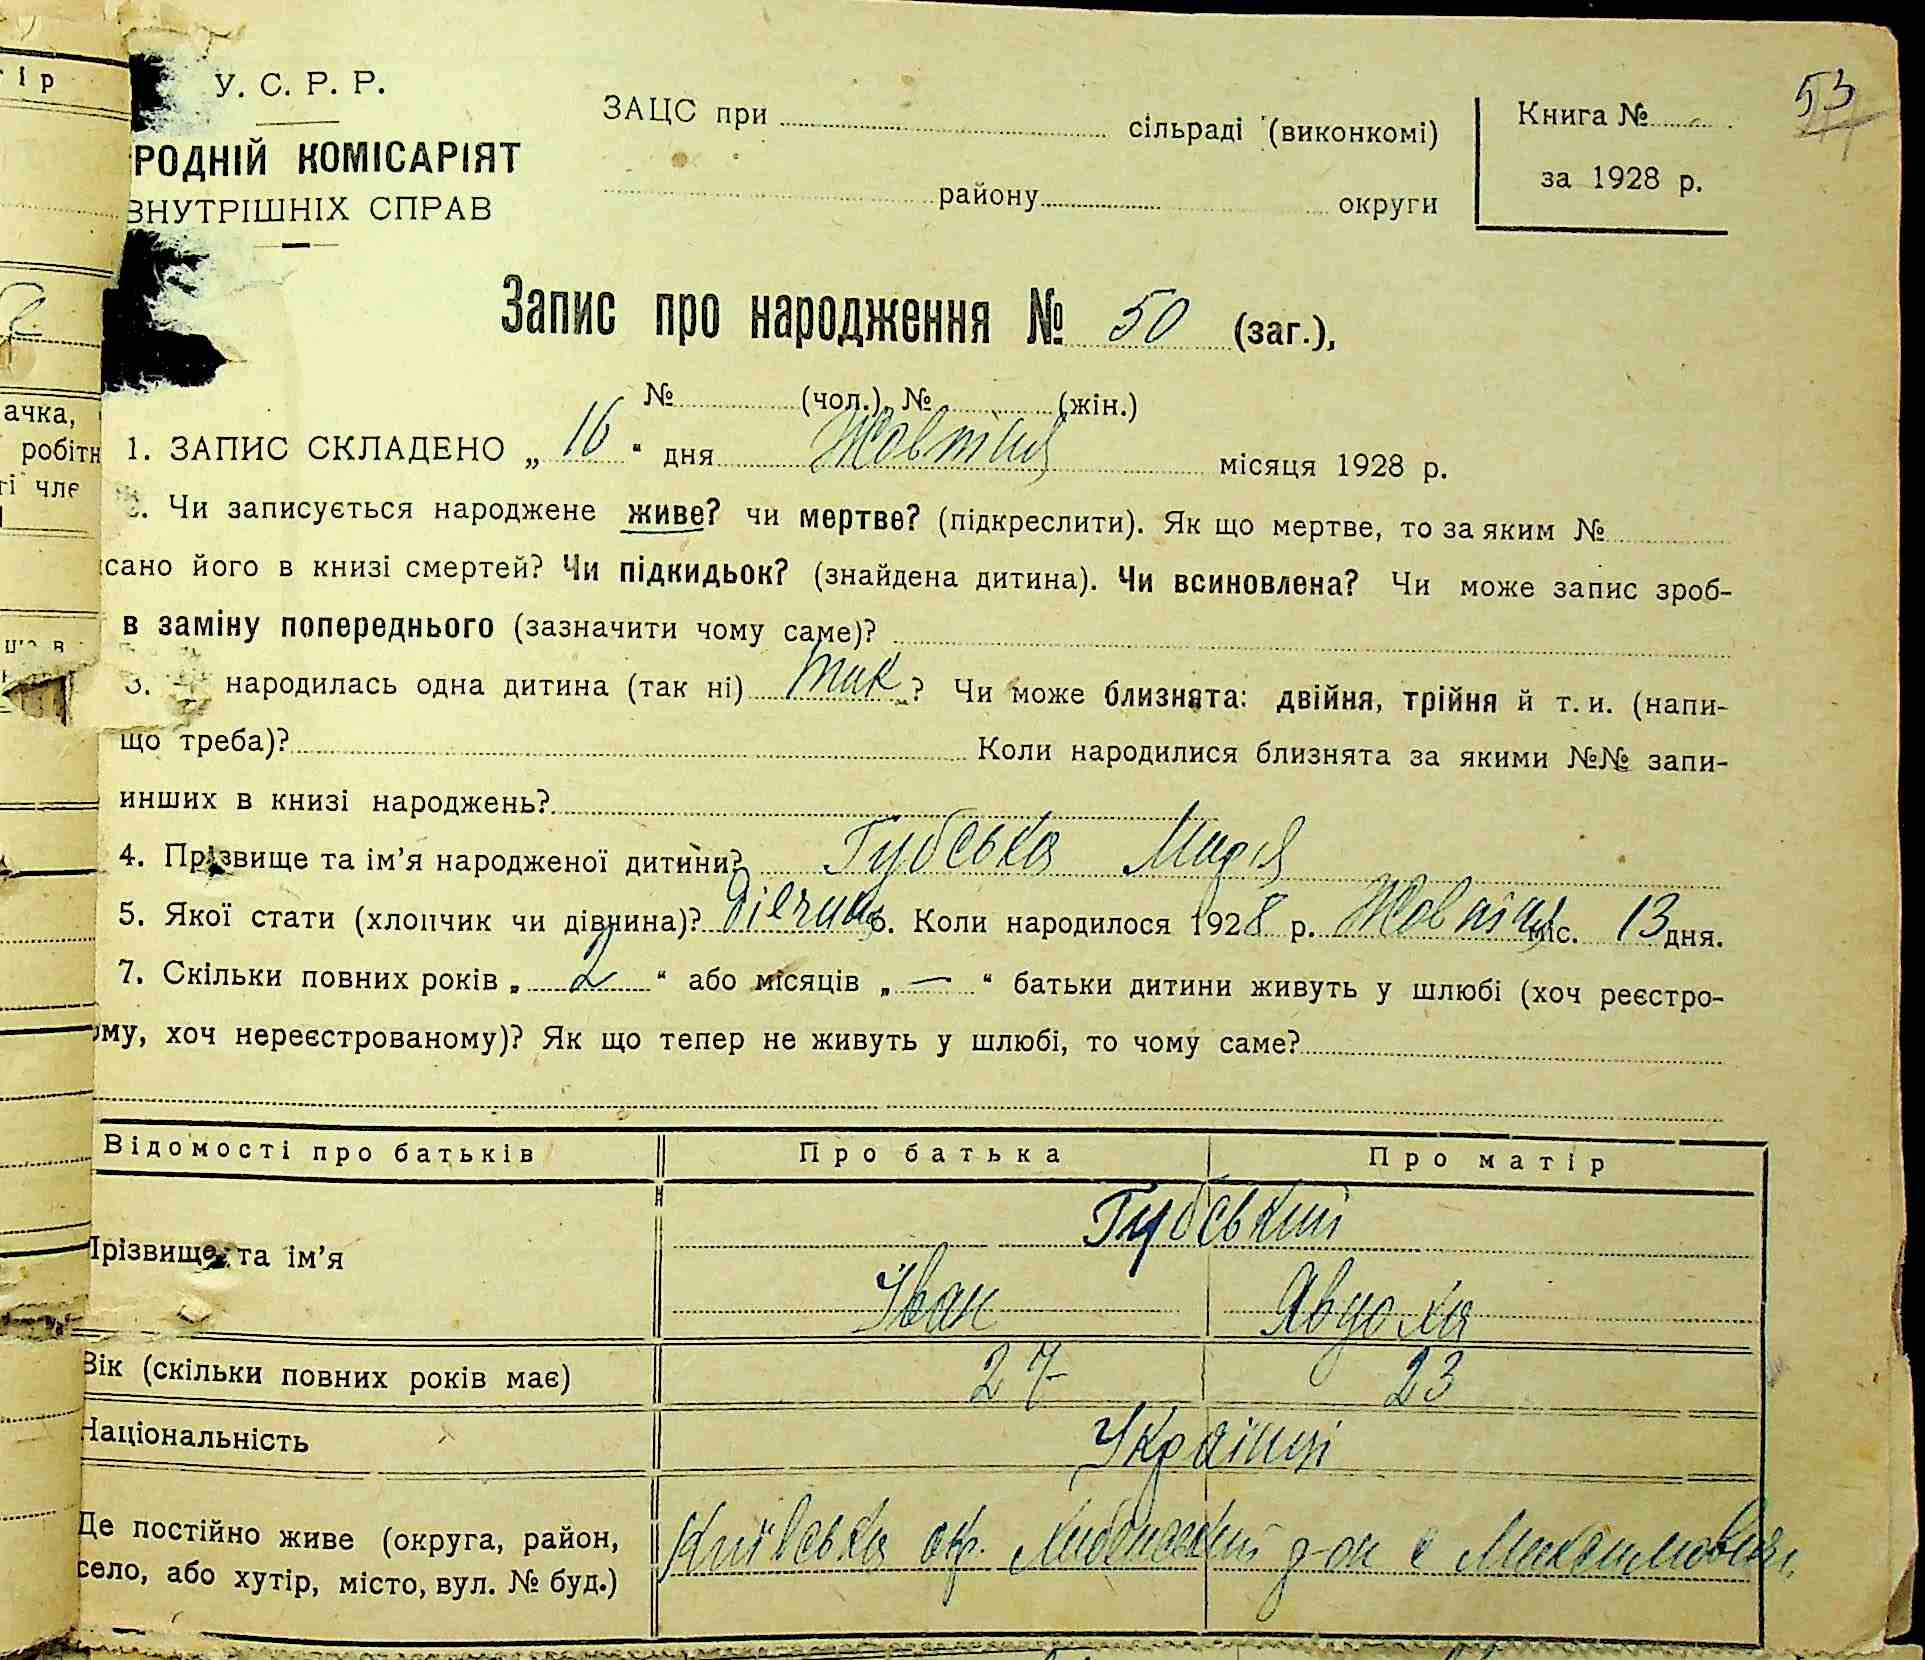 тір
У. С. Р. Р.
РОДНІЙ КОМІСАРІЯТ
ВНУТРІШНІХ СПРАВ
ЗАЦС при сільраді (виконкомі)
району округи
Книга №
за 1928 р.
53
Запис про народження № 50 (заг.),
№ (чол.) № (жін.)
ачка,
робітн
1. ЗАПИС СКЛАДЕНО „ 16 “ дня Жовтня місяця 1928 р.
Чи записується народжене живе? чи мертве? (підкреслити). Як що мертве, то за яким №
сано його в книзі смертей? Чи підкидьок? (знайдена дитина). Чи всиновлена? Чи може запис зроб-
в заміну попереднього (зазначити чому саме)?
3. народилась одна дитина (так ні) так ? Чи може близнята: двійня, трійня й т. и. (напи-
що треба)? Коли народилися близнята за якими №№ запи-
инших в книзі народжень?
4. Прізвище та ім’я народженої дитини? Губська Марія
5. Якої стати (хлопчик чи дівчина)? дівчина 6. Коли народилося 1928 р. Жовтня міс. 13 дня.
7. Скільки повних років „ 2 “ або місяців „ — “ батьки дитини живуть у шлюбі (хоч реєстро-
ому, хоч нереєстрованому)? Як що тепер не живуть у шлюбі, то чому саме?
Відомості про батьків Про батька Про матір
Прізвище та ім’я Губський
Іван
Вік (скільки повних років має) 27 23
Національність Українці
Де постійно живе (округа, район,
село, або хутір, місто, вул. № буд.)
Київська окр. р-он с